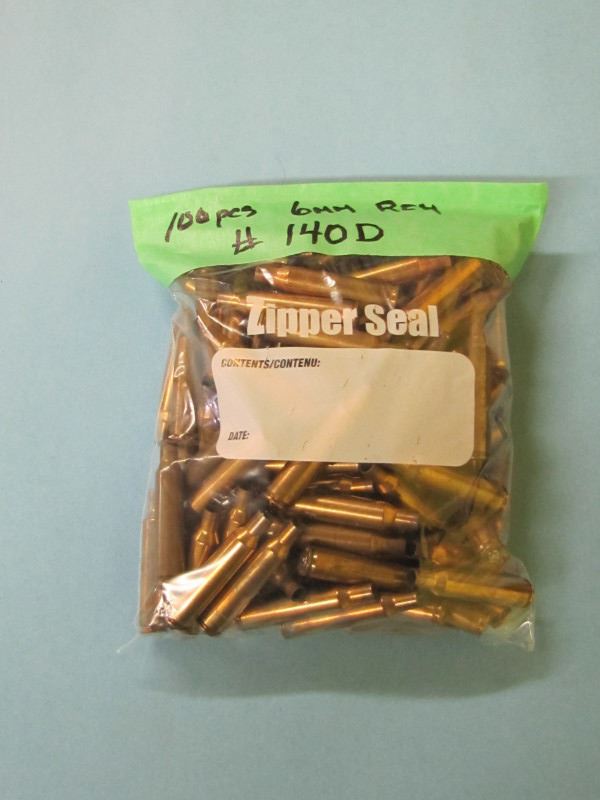 100 pcs 6mm Rem
# 140D
Zipper Seal
CONTENTS/CONTENU:
DATE: